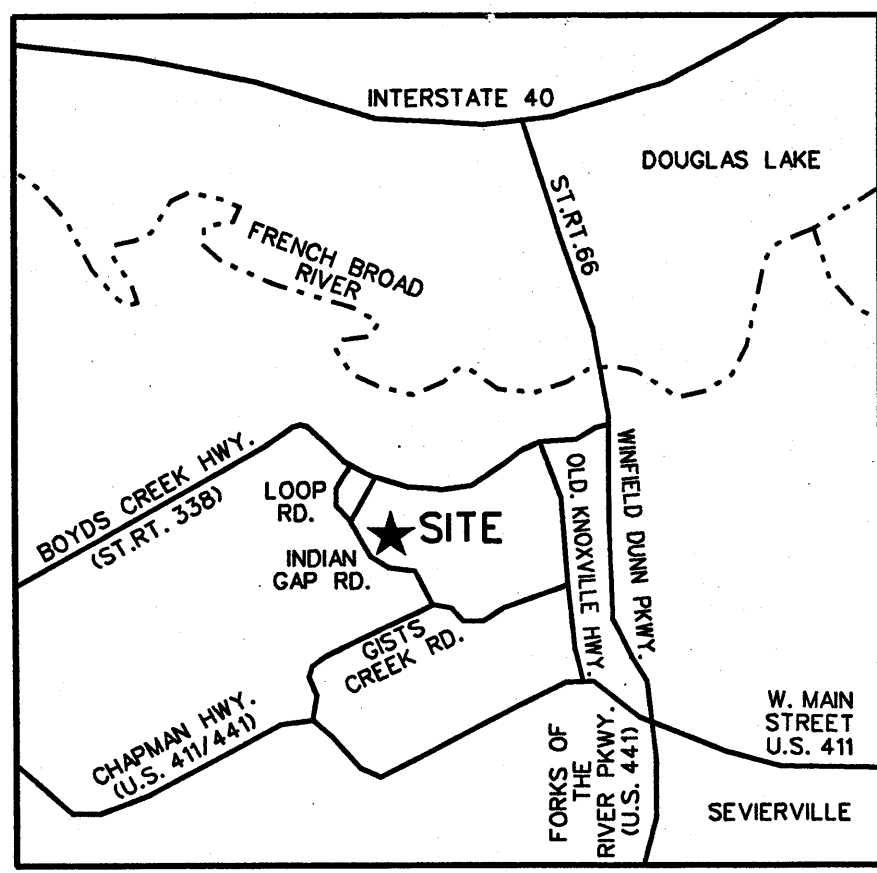 INTERSTATE 40
DOUGLAS LAKE
ST.RT.66
FRENCH BROAD
RIVER
BOYDS CREEK HWY.
(ST.RT. 338)
LOOP
RD.
SITE
INDIAN
GAP RD.
OLD. KNOXVILLE HWY.
WINFIELD DUNN PKWY.
GISTS
CREEK RD.
CHAPMAN HWY.
(U.S. 411/441)
W. MAIN
STREET
U.S. 411
FORKS OF
THE
RIVER PKWY.
(U.S. 441)
SEVIERVILLE